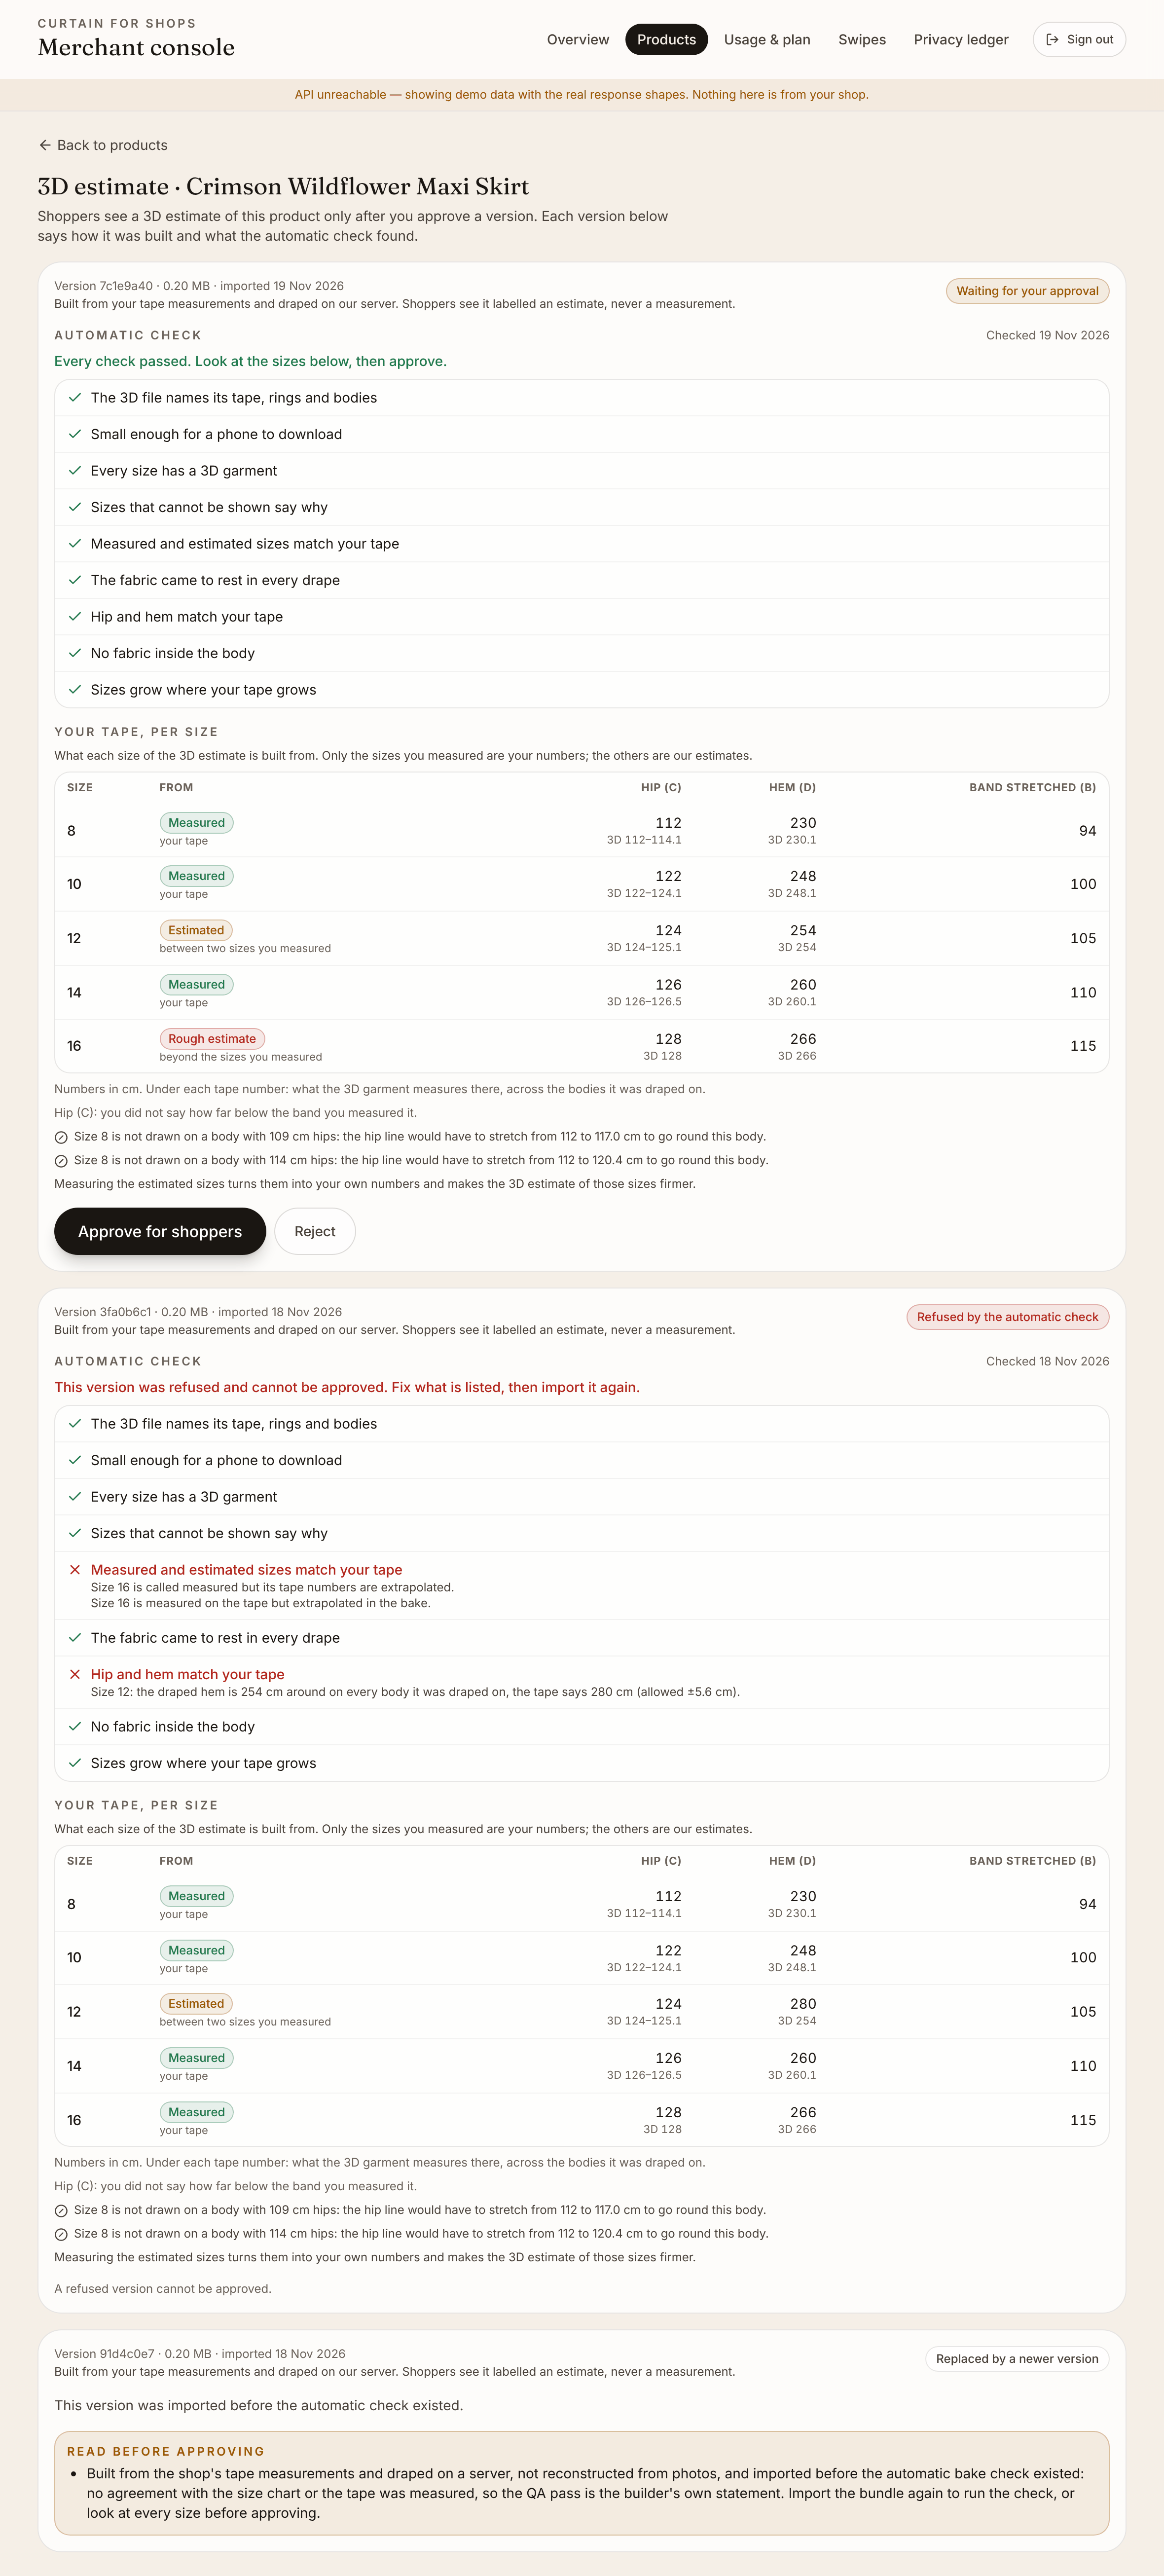 CURTAIN FOR SHOPS
Merchant console
Overview
Products
Usage & plan
Swipes
Privacy ledger
Sign out
API unreachable — showing demo data with the real response shapes. Nothing here is from your shop.
Back to products
3D estimate · Crimson Wildflower Maxi Skirt
Shoppers see a 3D estimate of this product only after you approve a version. Each version below
says how it was built and what the automatic check found.
Version 7c1e9a40 · 0.20 MB · imported 19 Nov 2026
Built from your tape measurements and draped on our server. Shoppers see it labelled an estimate, never a measurement.
Waiting for your approval
AUTOMATIC CHECK
Checked 19 Nov 2026
Every check passed. Look at the sizes below, then approve.
The 3D file names its tape, rings and bodies
Small enough for a phone to download
Every size has a 3D garment
Sizes that cannot be shown say why
Measured and estimated sizes match your tape
The fabric came to rest in every drape
Hip and hem match your tape
No fabric inside the body
Sizes grow where your tape grows
YOUR TAPE, PER SIZE
What each size of the 3D estimate is built from. Only the sizes you measured are your numbers; the others are our estimates.
SIZE FROM HIP (C) HEM (D) BAND STRETCHED (B)
8 Measured 112 230 94
your tape 3D 112–114.1 3D 230.1
10 Measured 122 248 100
your tape 3D 122–124.1 3D 248.1
12 Estimated 124 254 105
between two sizes you measured 3D 124–125.1 3D 254
14 Measured 126 260 110
your tape 3D 126–126.5 3D 260.1
16 Rough estimate 128 266 115
beyond the sizes you measured 3D 128 3D 266
Numbers in cm. Under each tape number: what the 3D garment measures there, across the bodies it was draped on.
Hip (C): you did not say how far below the band you measured it.
Size 8 is not drawn on a body with 109 cm hips: the hip line would have to stretch from 112 to 117.0 cm to go round this body.
Size 8 is not drawn on a body with 114 cm hips: the hip line would have to stretch from 112 to 120.4 cm to go round this body.
Measuring the estimated sizes turns them into your own numbers and makes the 3D estimate of those sizes firmer.
Approve for shoppers
Reject
Version 3fa0b6c1 · 0.20 MB · imported 18 Nov 2026
Built from your tape measurements and draped on our server. Shoppers see it labelled an estimate, never a measurement.
Refused by the automatic check
AUTOMATIC CHECK
Checked 18 Nov 2026
This version was refused and cannot be approved. Fix what is listed, then import it again.
The 3D file names its tape, rings and bodies
Small enough for a phone to download
Every size has a 3D garment
Sizes that cannot be shown say why
Measured and estimated sizes match your tape
Size 16 is called measured but its tape numbers are extrapolated.
Size 16 is measured on the tape but extrapolated in the bake.
The fabric came to rest in every drape
Hip and hem match your tape
Size 12: the draped hem is 254 cm around on every body it was draped on, the tape says 280 cm (allowed ±5.6 cm).
No fabric inside the body
Sizes grow where your tape grows
YOUR TAPE, PER SIZE
What each size of the 3D estimate is built from. Only the sizes you measured are your numbers; the others are our estimates.
SIZE FROM HIP (C) HEM (D) BAND STRETCHED (B)
8 Measured 112 230 94
your tape 3D 112–114.1 3D 230.1
10 Measured 122 248 100
your tape 3D 122–124.1 3D 248.1
12 Estimated 124 280 105
between two sizes you measured 3D 124–125.1 3D 254
14 Measured 126 260 110
your tape 3D 126–126.5 3D 260.1
16 Measured 128 266 115
your tape 3D 128 3D 266
Numbers in cm. Under each tape number: what the 3D garment measures there, across the bodies it was draped on.
Hip (C): you did not say how far below the band you measured it.
Size 8 is not drawn on a body with 109 cm hips: the hip line would have to stretch from 112 to 117.0 cm to go round this body.
Size 8 is not drawn on a body with 114 cm hips: the hip line would have to stretch from 112 to 120.4 cm to go round this body.
Measuring the estimated sizes turns them into your own numbers and makes the 3D estimate of those sizes firmer.
A refused version cannot be approved.
Version 91d4c0e7 · 0.20 MB · imported 18 Nov 2026
Built from your tape measurements and draped on our server. Shoppers see it labelled an estimate, never a measurement.
Replaced by a newer version
This version was imported before the automatic check existed.
READ BEFORE APPROVING
• Built from the shop's tape measurements and draped on a server, not reconstructed from photos, and imported before the automatic bake check existed:
no agreement with the size chart or the tape was measured, so the QA pass is the builder's own statement. Import the bundle again to run the check, or
look at every size before approving.